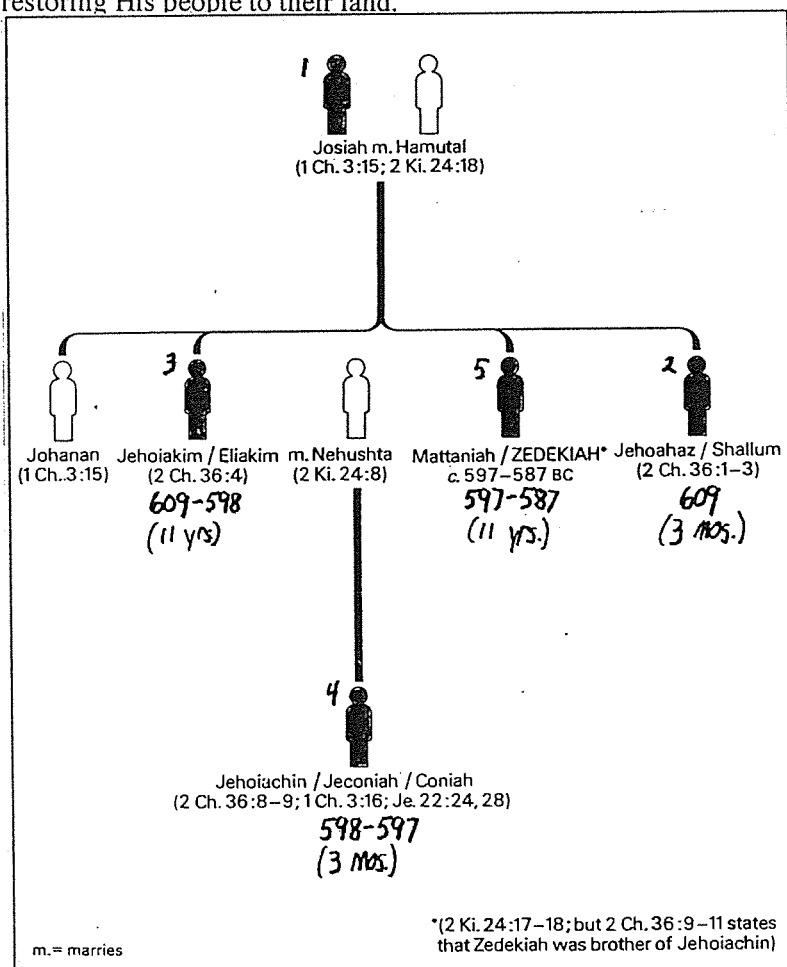 restoring His people to their land.
1
Josiah m. Hamutal
(1 Ch. 3:15; 2 Ki. 24:18)
3
5
2
Johanan
(1 Ch. 3:15)
Jehoiakim / Eliakim
(2 Ch. 36:4)
609-598
(11 yrs)
m. Nehushta
(2 Ki. 24:8)
Mattaniah / ZEDEKIAH*
c. 597–587 BC
597-587
(11 yrs.)
Jehoahaz / Shallum
(2 Ch. 36:1–3)
609
(3 mos.)
4
Jehoiachin / Jeconiah / Coniah
(2 Ch. 36:8–9; 1 Ch. 3:16; Je. 22:24, 28)
598-597
(3 mos.)
m. = marries
*(2 Ki. 24:17–18; but 2 Ch. 36:9–11 states
that Zedekiah was brother of Jehoiachin)